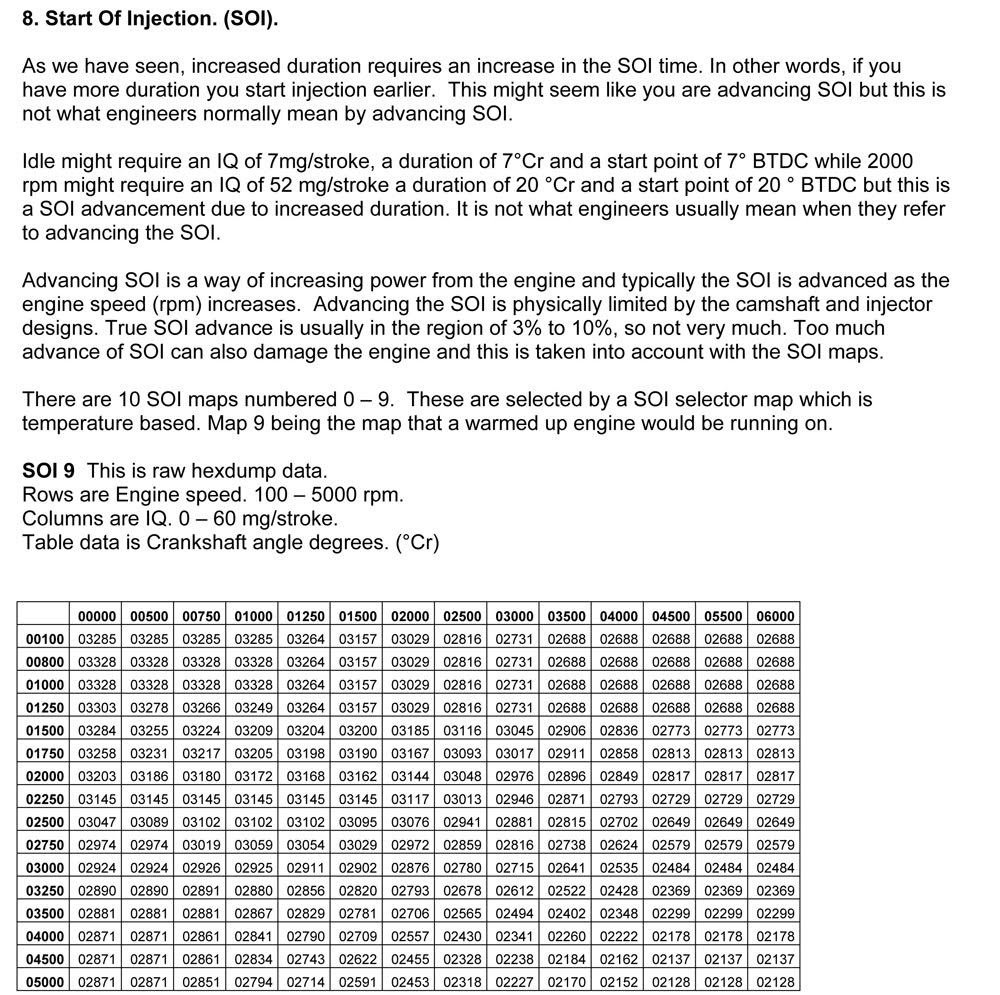 8. Start Of Injection. (SOI).
As we have seen, increased duration requires an increase in the SOI time. In other words, if you
have more duration you start injection earlier. This might seem like you are advancing SOI but this is
not what engineers normally mean by advancing SOI.
Idle might require an IQ of 7mg/stroke, a duration of 7°Cr and a start point of 7° BTDC while 2000
rpm might require an IQ of 52 mg/stroke a duration of 20 °Cr and a start point of 20 ° BTDC but this is
a SOI advancement due to increased duration. It is not what engineers usually mean when they refer
to advancing the SOI.
Advancing SOI is a way of increasing power from the engine and typically the SOI is advanced as the
engine speed (rpm) increases. Advancing the SOI is physically limited by the camshaft and injector
designs. True SOI advance is usually in the region of 3% to 10%, so not very much. Too much
advance of SOI can also damage the engine and this is taken into account with the SOI maps.
There are 10 SOI maps numbered 0 – 9. These are selected by a SOI selector map which is
temperature based. Map 9 being the map that a warmed up engine would be running on.
SOI 9 This is raw hexdump data.
Rows are Engine speed. 100 – 5000 rpm.
Columns are IQ. 0 – 60 mg/stroke.
Table data is Crankshaft angle degrees. (°Cr)
00000 00500 00750 01000 01250 01500 02000 02500 03000 03500 04000 04500 05500 06000
00100 03285 03285 03285 03285 03264 03157 03029 02816 02731 02688 02688 02688 02688 02688
00800 03328 03328 03328 03328 03264 03157 03029 02816 02731 02688 02688 02688 02688 02688
01000 03328 03328 03328 03328 03264 03157 03029 02816 02731 02688 02688 02688 02688 02688
01250 03303 03278 03266 03249 03264 03157 03029 02816 02731 02688 02688 02688 02688 02688
01500 03284 03255 03224 03209 03204 03200 03185 03116 03045 02906 02836 02773 02773 02773
01750 03258 03231 03217 03205 03198 03190 03167 03093 03017 02911 02858 02813 02813 02813
02000 03203 03186 03180 03172 03168 03162 03144 03048 02976 02896 02849 02817 02817 02817
02250 03145 03145 03145 03145 03145 03145 03117 03013 02946 02871 02793 02729 02729 02729
02500 03047 03089 03102 03102 03102 03095 03076 02941 02881 02815 02702 02649 02649 02649
02750 02974 02974 03019 03059 03054 03029 02972 02859 02816 02738 02624 02579 02579 02579
03000 02924 02924 02926 02925 02911 02902 02876 02780 02715 02641 02535 02484 02484 02484
03250 02890 02890 02891 02880 02856 02820 02793 02678 02612 02522 02428 02369 02369 02369
03500 02881 02881 02881 02867 02829 02781 02706 02565 02494 02402 02348 02299 02299 02299
04000 02871 02871 02861 02841 02790 02709 02557 02430 02341 02260 02222 02178 02178 02178
04500 02871 02871 02861 02834 02743 02622 02455 02328 02238 02184 02162 02137 02137 02137
05000 02871 02871 02851 02794 02714 02591 02453 02318 02227 02170 02152 02128 02128 02128